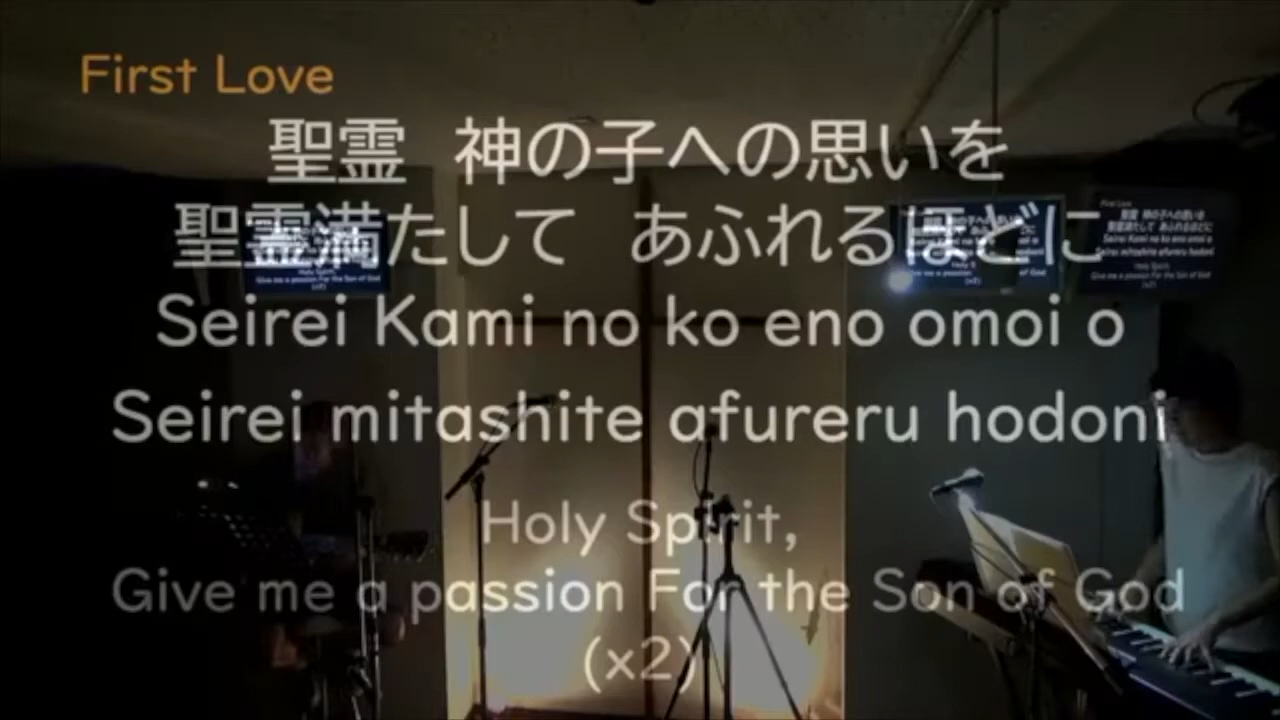 First Love
聖霊 神の子への思いを
聖霊満たして あふれるほどに
Seirei Kami no ko eno omoi o
Seirei mitashite afureru hodoni
Holy Spirit,
Give me a passion For the Son of God
(x2)